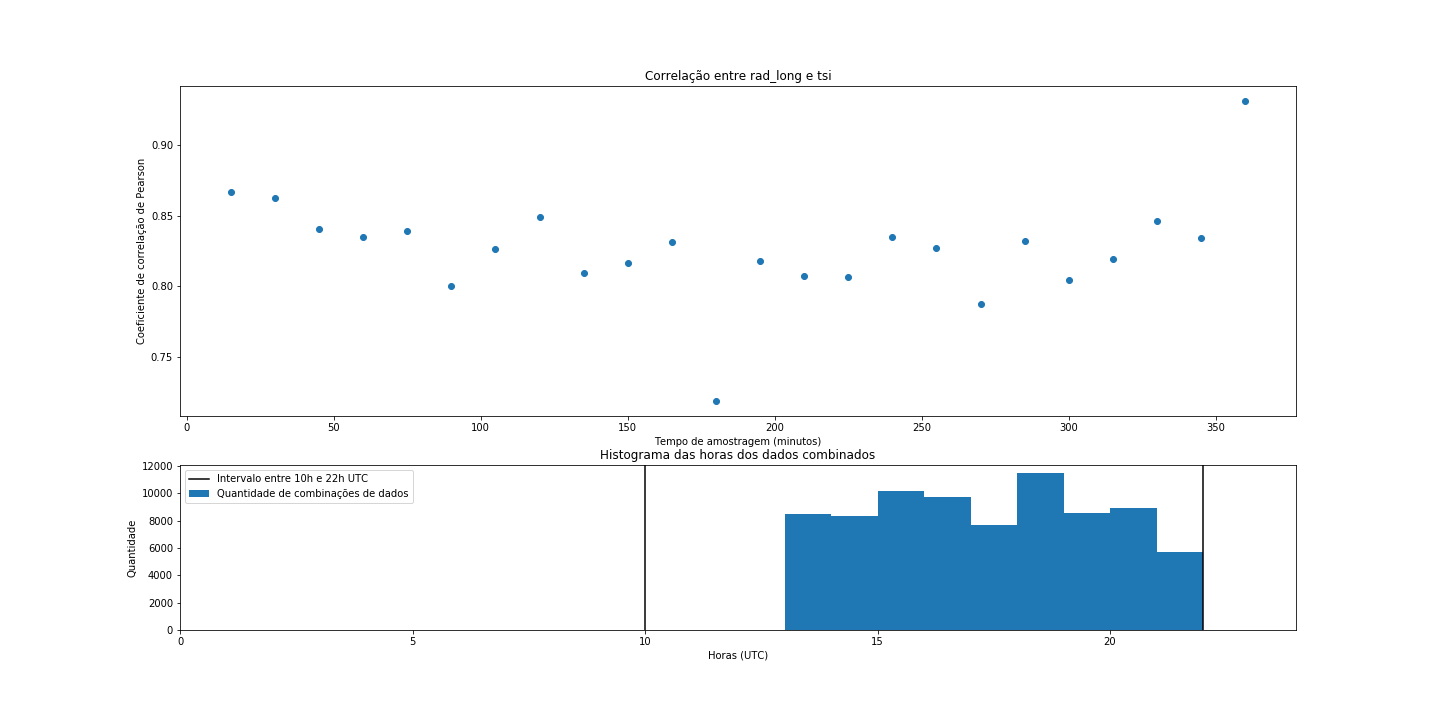 Correlação entre rad_long e tsi
Coeficiente de correlação de Pearson
0.90
0.85
0.80
0.75
0 50 100 150 200 250 300 350
Tempo de amostragem (minutos)
Histograma das horas dos dados combinados
Quantidade
12000
10000
8000
6000
4000
2000
0
Intervalo entre 10h e 22h UTC
Quantidade de combinações de dados
0 5 10 15 20
Horas (UTC)